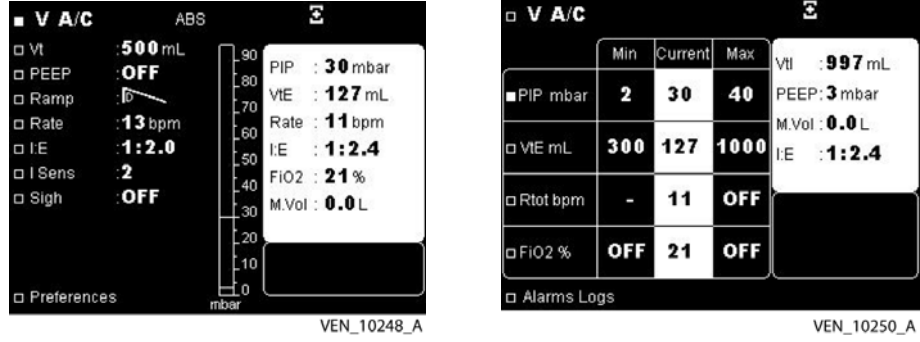 V A/C ABS
Vt :500 mL
PEEP :OFF
Ramp :D
Rate :13 bpm
I:E :1:2.0
I Sens :2
Sigh :OFF
Preferences
90
70
60
50
40
30
20
10
0
mbar
PIP : 30 mbar
VtE : 127 mL
Rate : 11 bpm
I:E : 1:2.4
FiO2 : 21 %
M.Vol : 0.0 L
VEN_10248_A
V A/C
Min Current Max
PIP mbar 2 30 40
VtE mL 300 127 1000
Rtot bpm - 11 OFF
FiO2 % OFF 21 OFF
Alarms Logs
VtI : 997 mL
PEEP: 3 mbar
M.Vol : 0.0 L
I:E : 1:2.4
VEN_10250_A